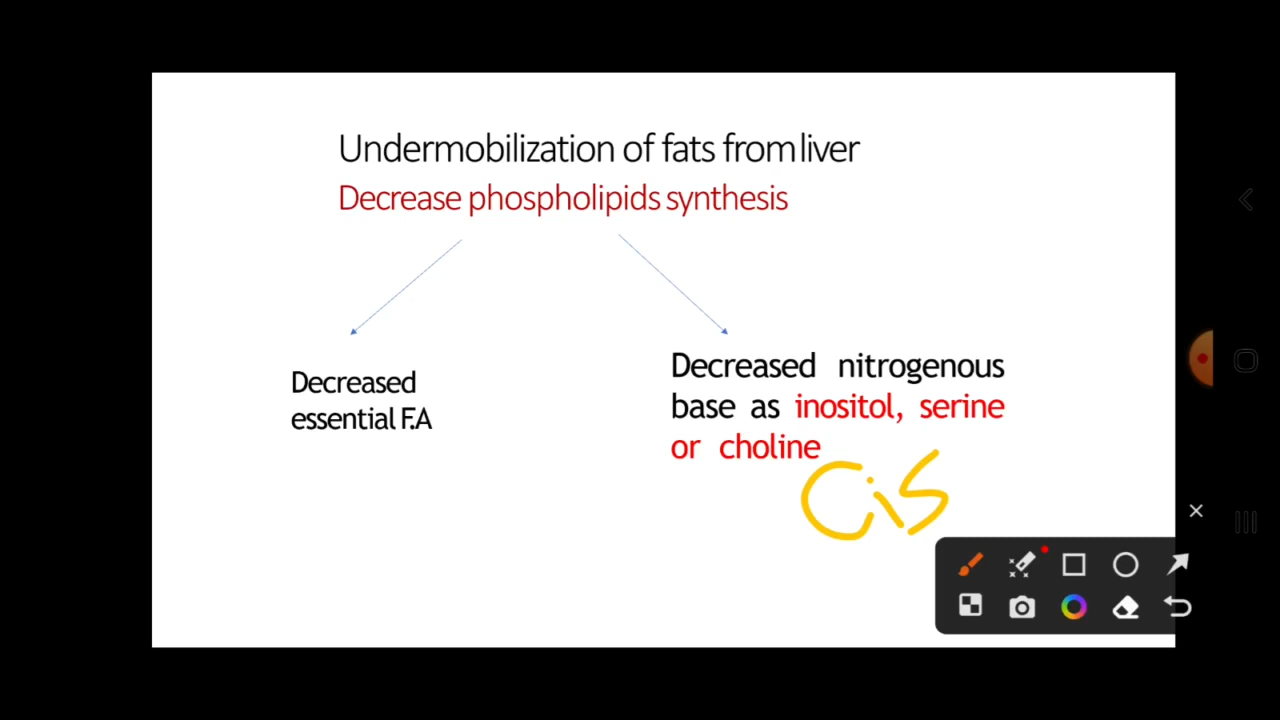 Undermobilization of fats from liver
Decrease phospholipids synthesis
Decreased
essential F.A
Decreased nitrogenous
base as inositol, serine
or choline
Cis